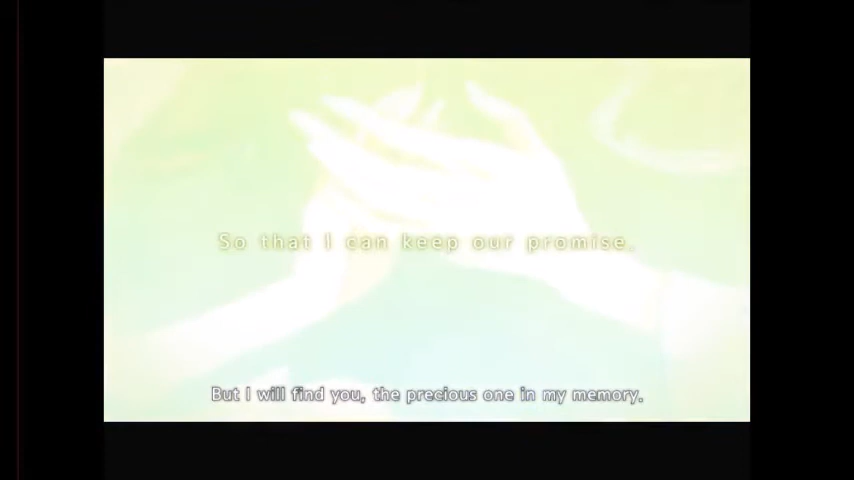 So that I can keep our promise.
But I will find you, the precious one in my memory.